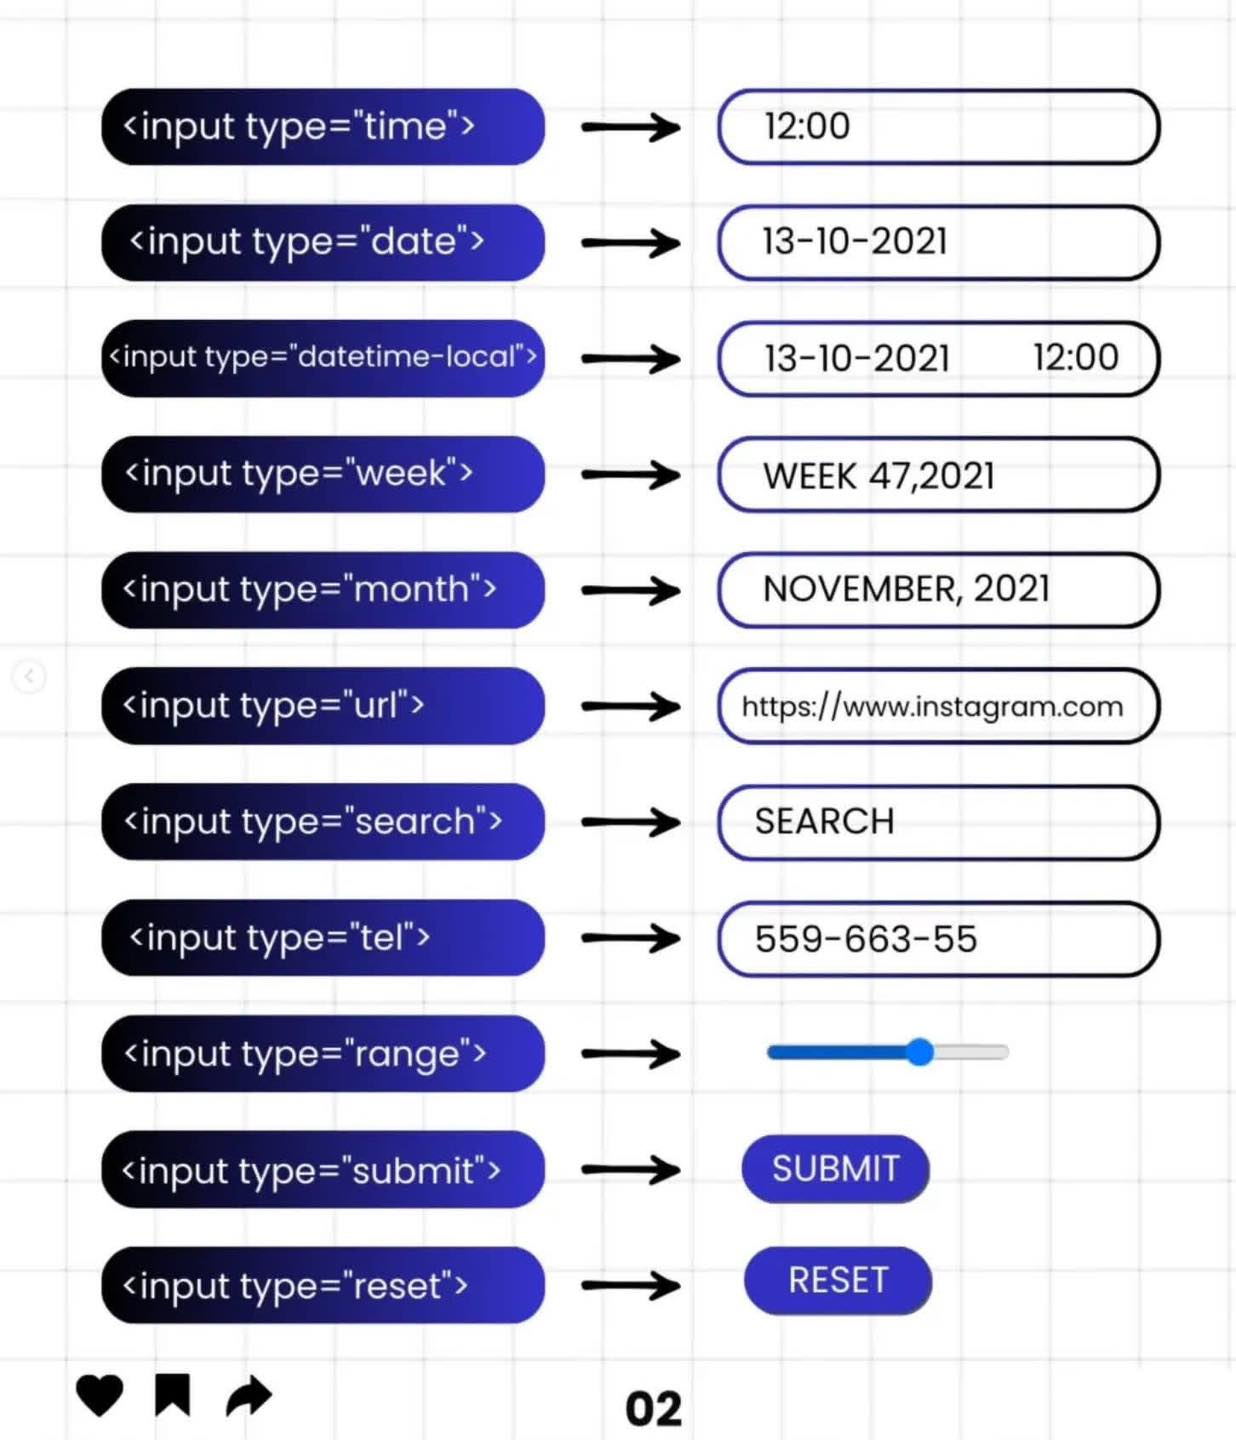 <input type="time"> 12:00
<input type="date"> 13-10-2021
<input type="datetime-local"> 13-10-2021 12:00
<input type="week"> WEEK 47,2021
<input type="month"> NOVEMBER, 2021
<input type="url"> https://www.instagram.com
<input type="search"> SEARCH
<input type="tel"> 559-663-55
<input type="range">
<input type="submit"> SUBMIT
<input type="reset"> RESET
02